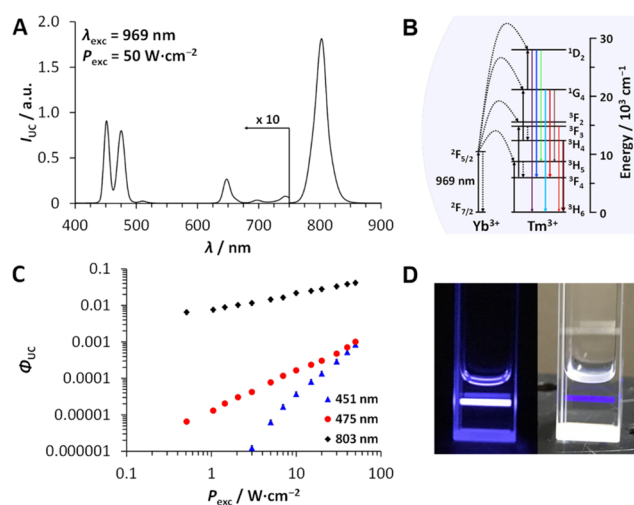 A
λexc = 969 nm
Pexc = 50 W·cm⁻²
x 10
IUC / a.u.
2
1.5
1
0.5
0
400 500 600 700 800 900
λ / nm
B
¹D₂
¹G₄
³F₂
³F₃
³H₄
³H₅
³F₄
³H₆
²F₅/₂
969 nm
²F₇/₂
Yb³⁺ Tm³⁺
30
20
10
0
Energy / 10³ cm⁻¹
C
ΦUC
0.1
0.01
0.001
0.0001
0.00001
0.000001
451 nm
475 nm
803 nm
0.1 1 10 100
Pexc / W·cm⁻²
D